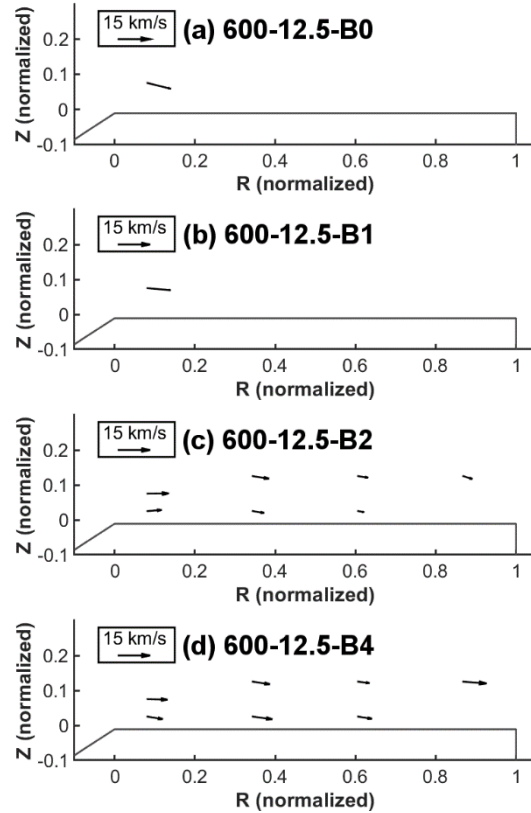 15 km/s
(a) 600-12.5-B0
Z (normalized)
0.2
0.1
0
-0.1
0 0.2 0.4 0.6 0.8 1
R (normalized)
15 km/s
(b) 600-12.5-B1
Z (normalized)
0.2
0.1
0
-0.1
0 0.2 0.4 0.6 0.8 1
R (normalized)
15 km/s
(c) 600-12.5-B2
Z (normalized)
0.2
0.1
0
-0.1
0 0.2 0.4 0.6 0.8 1
R (normalized)
15 km/s
(d) 600-12.5-B4
Z (normalized)
0.2
0.1
0
-0.1
0 0.2 0.4 0.6 0.8 1
R (normalized)